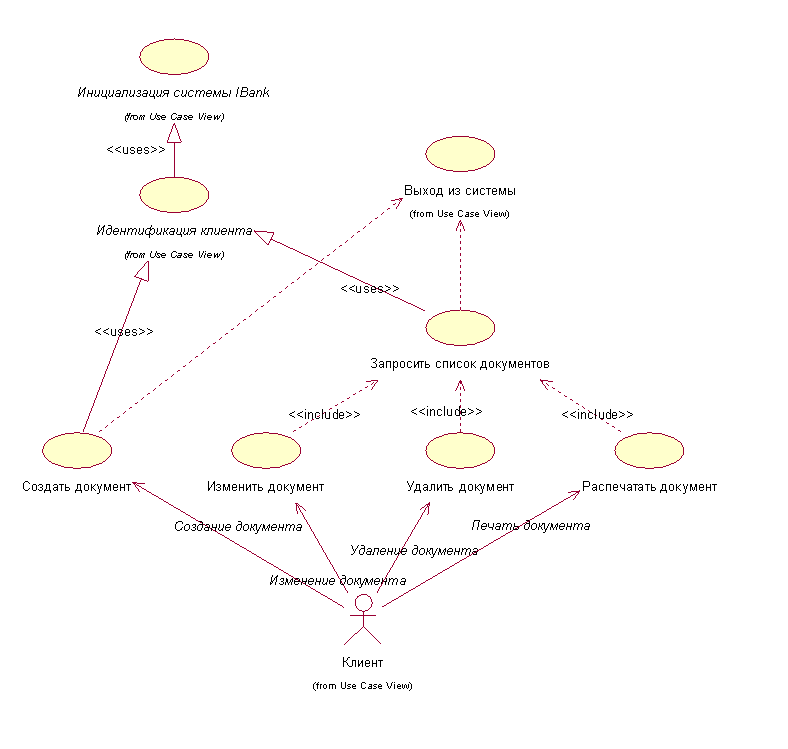 Инициализация системы IBank
(from Use Case View)
<<uses>>
Выход из системы
(from Use Case View)
Идентификация клиента
(from Use Case View)
<<uses>>
<<uses>>
Запросить список документов
<<include>>
<<include>>
<<include>>
Создать документ
Изменить документ
Удалить документ
Распечатать документ
Создание документа
Печать документа
Удаление документа
Изменение документа
Клиент
(from Use Case View)